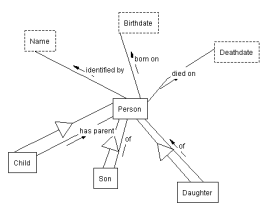 Birthdate
Name
born on
Deathdate
identified by
died on
Person
has parent
of
of
Child
Son
Daughter